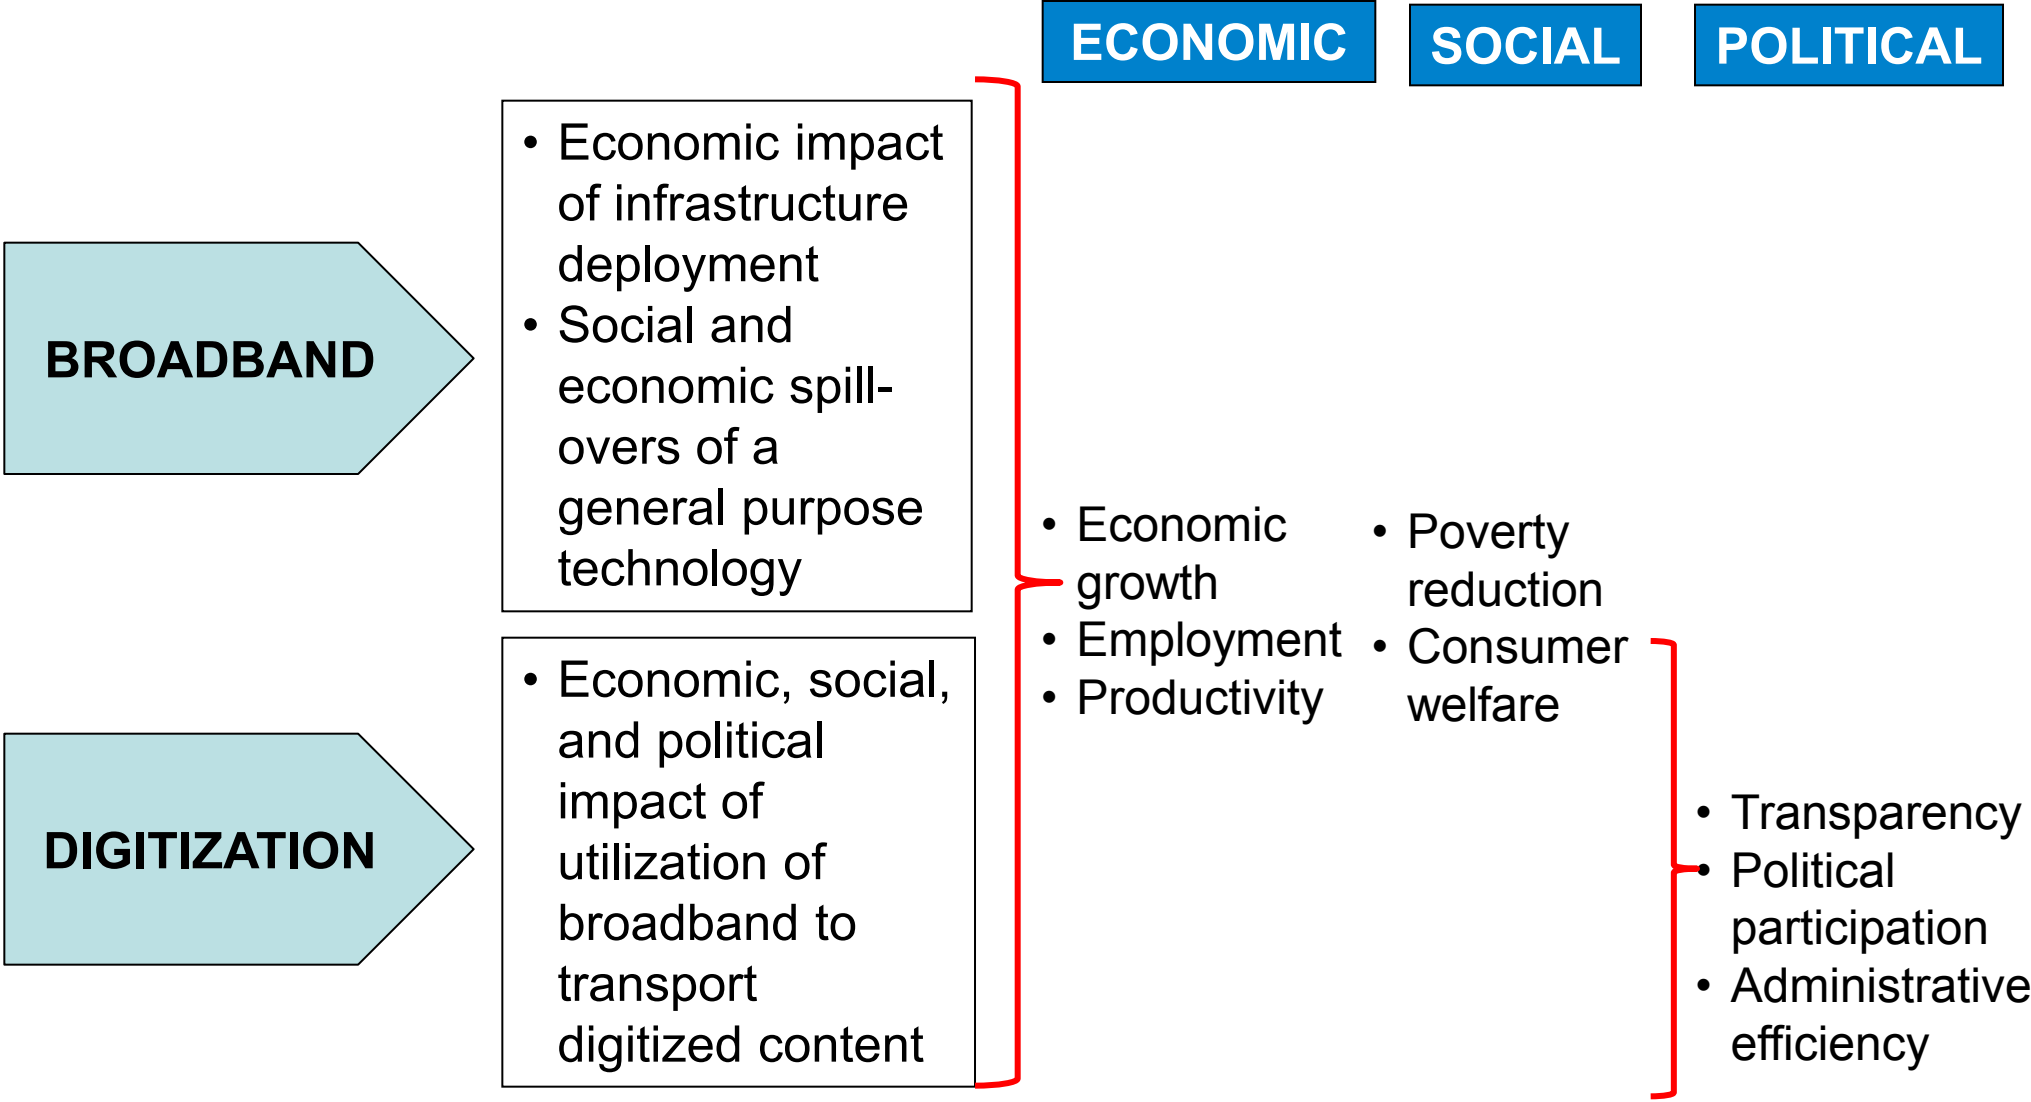 ECONOMIC
SOCIAL
POLITICAL
BROADBAND
• Economic impact
of infrastructure
deployment
• Social and
economic spill-
overs of a
general purpose
technology
DIGITIZATION
• Economic, social,
and political
impact of
utilization of
broadband to
transport
digitized content
• Economic
growth
• Employment
• Productivity
• Poverty
reduction
• Consumer
welfare
• Transparency
• Political
participation
• Administrative
efficiency